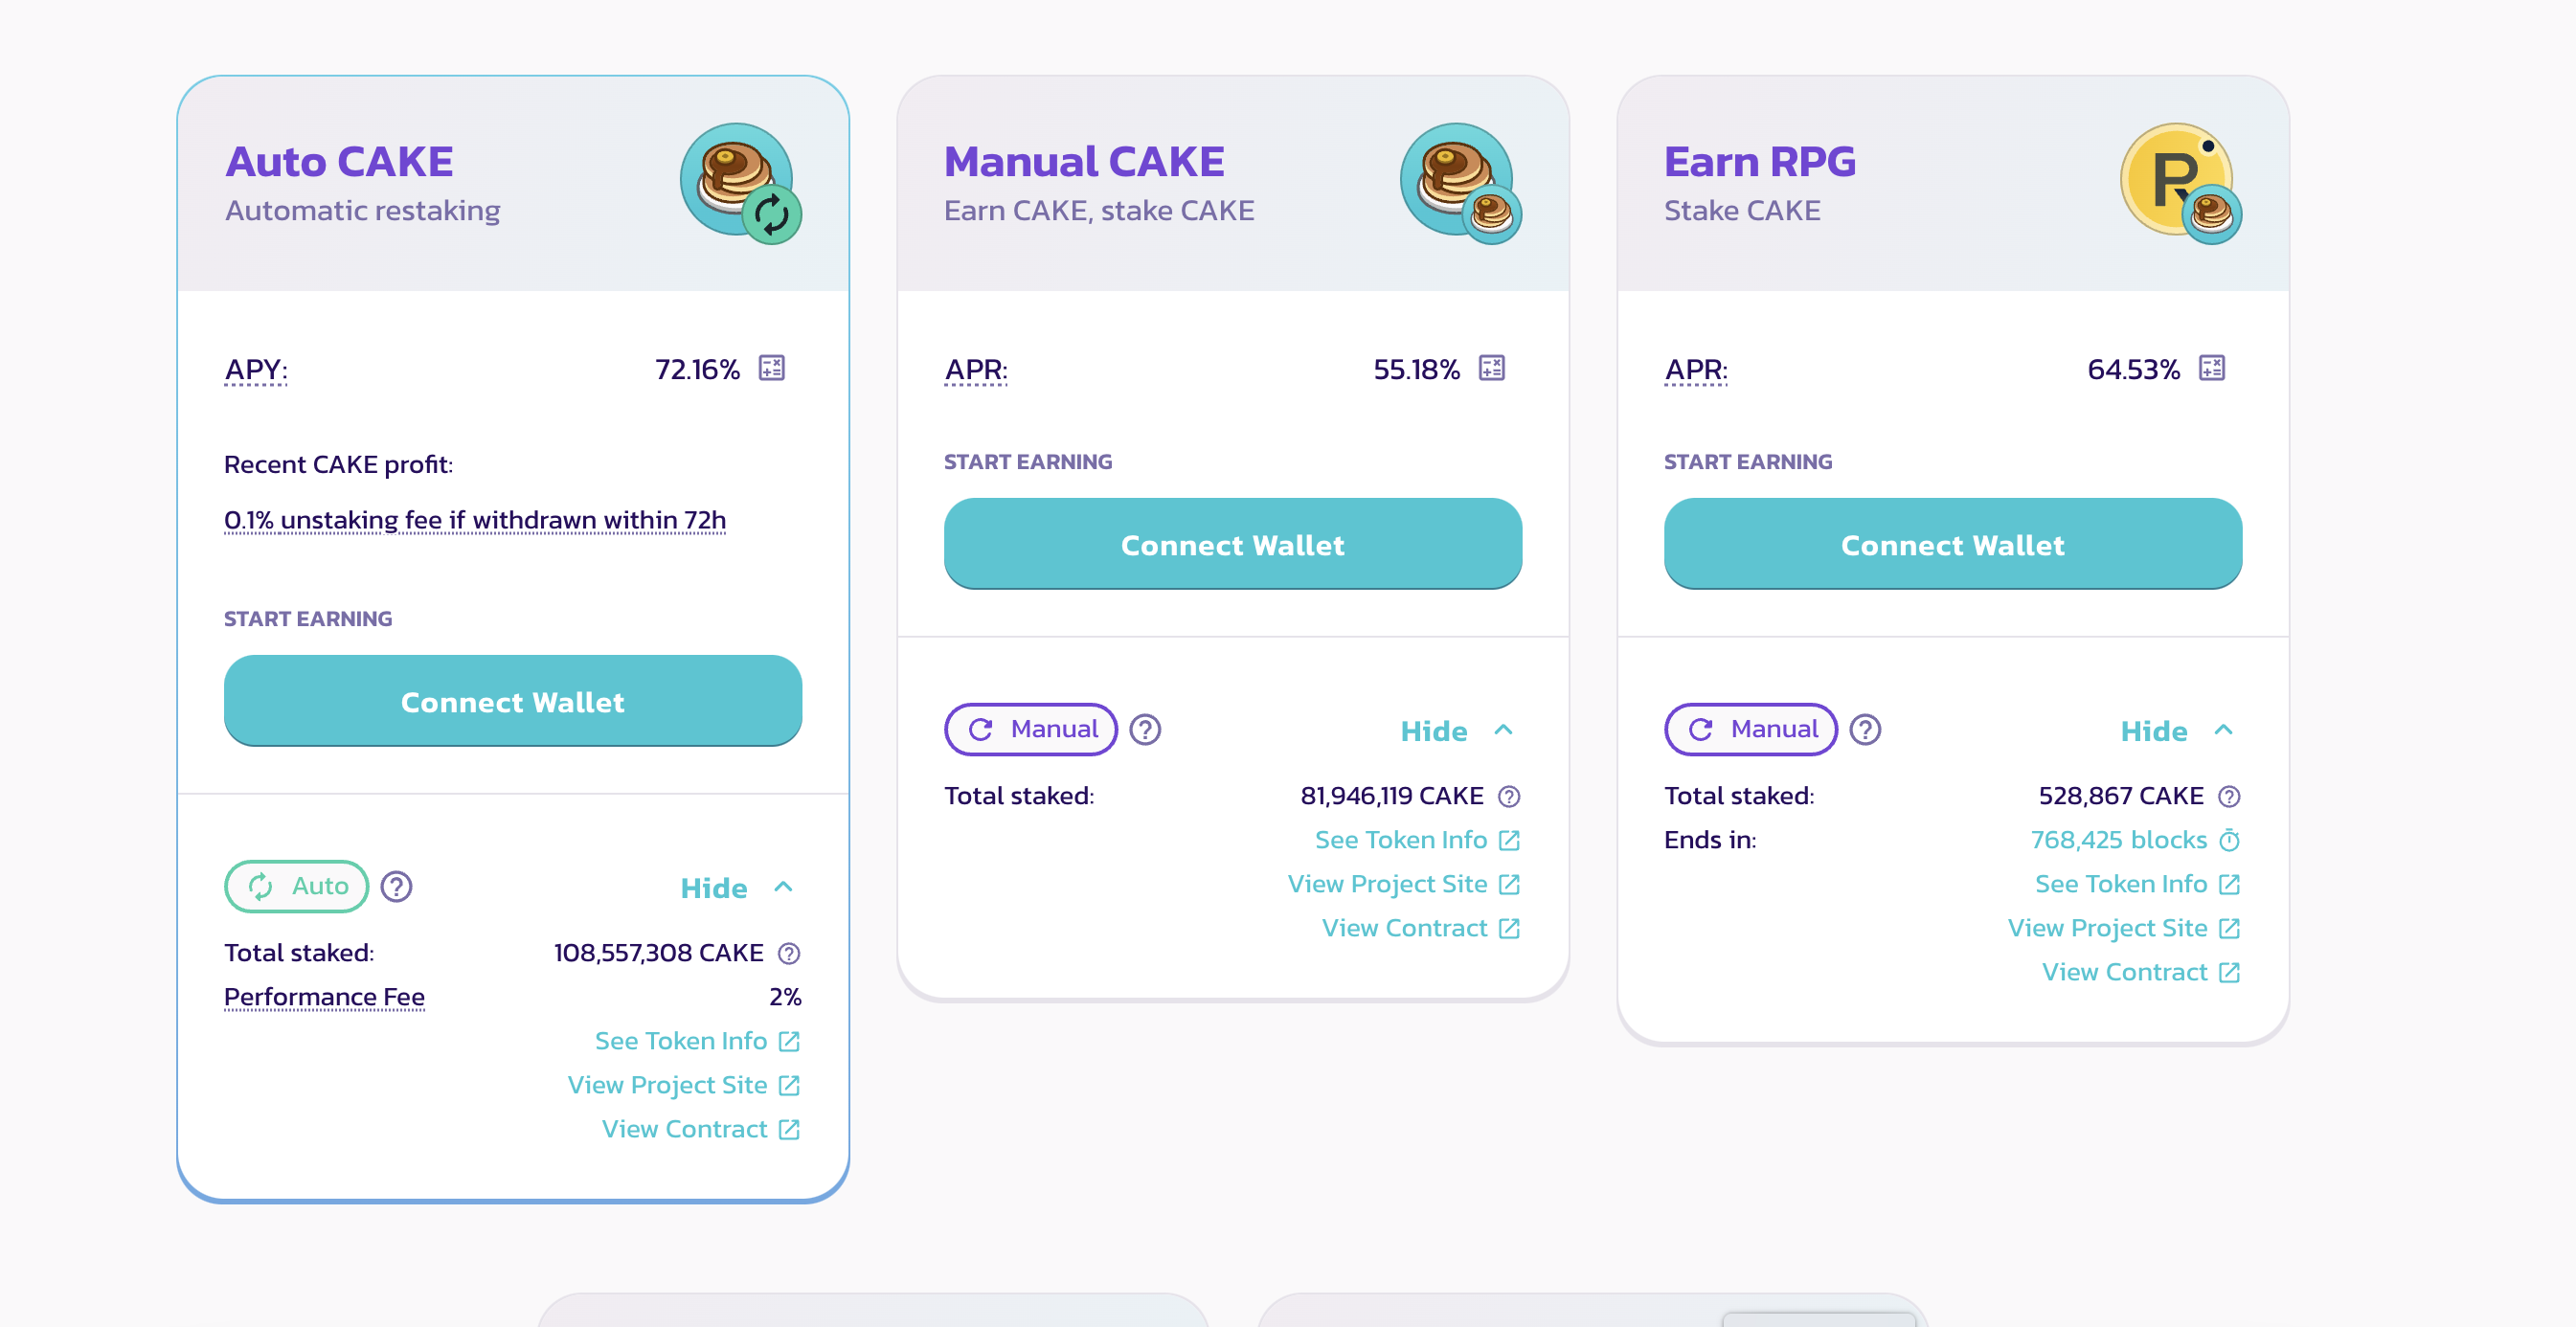 Auto CAKE
Automatic restaking
APY:
72.16%
Recent CAKE profit:
0.1% unstaking fee if withdrawn within 72h
START EARNING
Connect Wallet
Auto
Hide
Total staked:
108,557,308 CAKE
Performance Fee
2%
See Token Info
View Project Site
View Contract
Manual CAKE
Earn CAKE, stake CAKE
APR:
55.18%
START EARNING
Connect Wallet
Manual
Hide
Total staked:
81,946,119 CAKE
See Token Info
View Project Site
View Contract
Earn RPG
Stake CAKE
R
APR:
64.53%
START EARNING
Connect Wallet
Manual
Hide
Total staked:
528,867 CAKE
Ends in:
768,425 blocks
See Token Info
View Project Site
View Contract